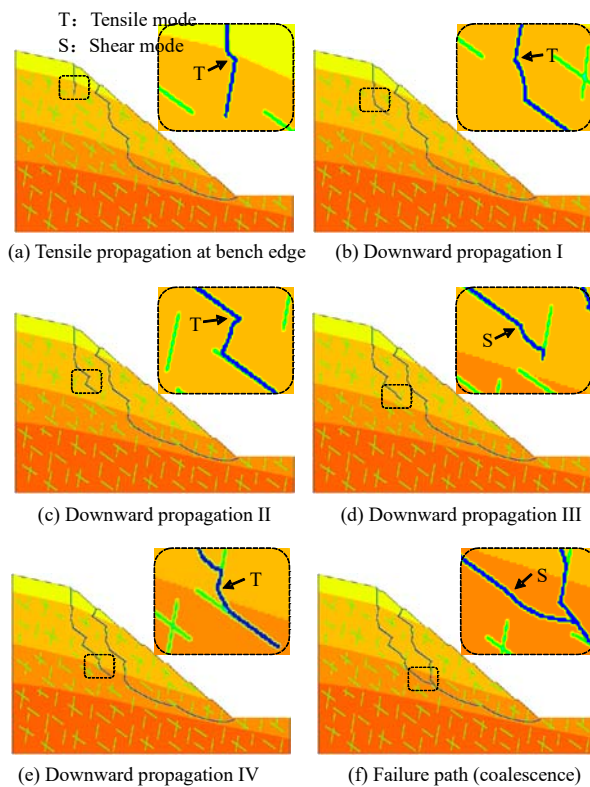 T：Tensile mode
S：Shear mode
T
T
(a) Tensile propagation at bench edge
(b) Downward propagation I
T
S
(c) Downward propagation II
(d) Downward propagation III
T
S
(e) Downward propagation IV
(f) Failure path (coalescence)